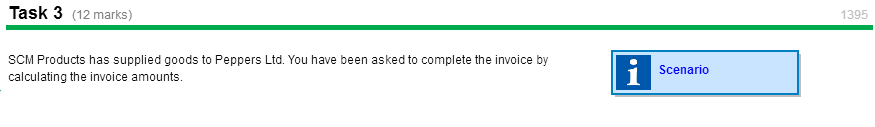 Task 3 (12 marks) 1395
SCM Products has supplied goods to Peppers Ltd. You have been asked to complete the invoice by
calculating the invoice amounts.
i Scenario